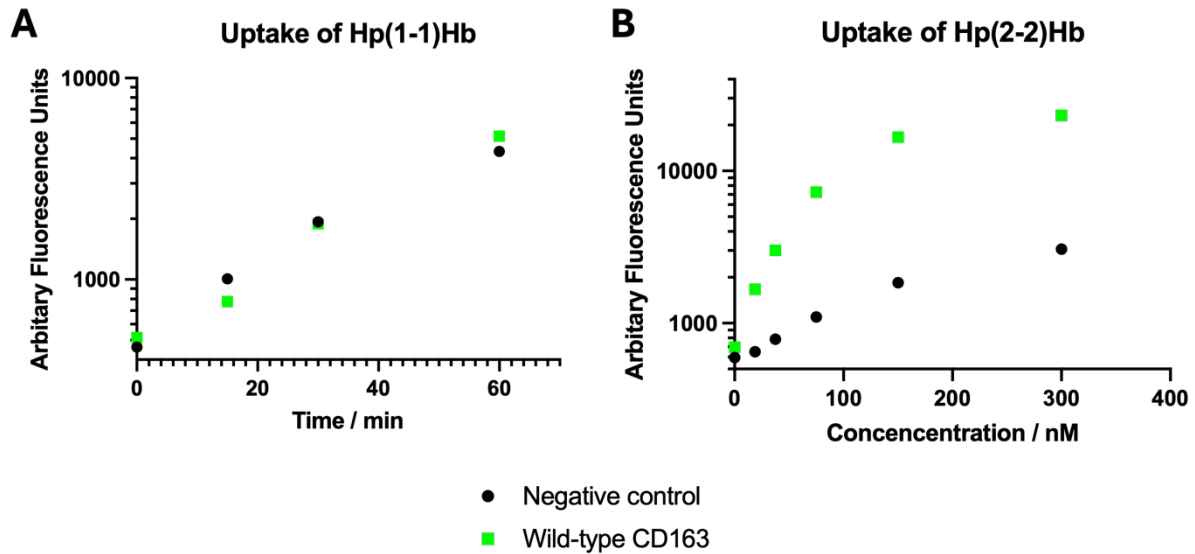 A
Uptake of Hp(1-1)Hb
Arbitary Fluorescence Units
10000
1000
0
20
40
60
Time / min
B
Uptake of Hp(2-2)Hb
Arbitary Fluorescence Units
10000
1000
0
100
200
300
400
Concencentration / nM
Negative control
Wild-type CD163